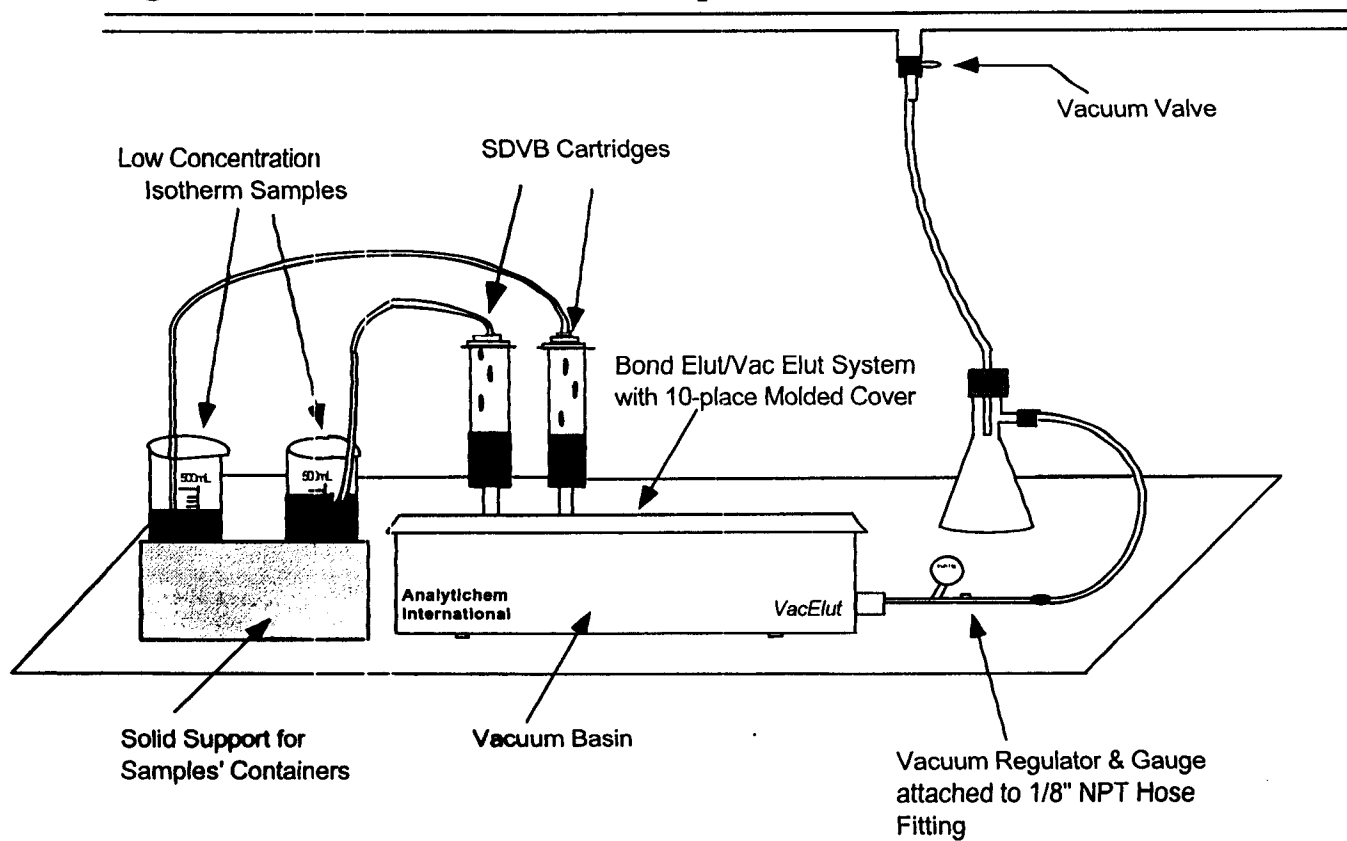 Vacuum Valve
SDVB Cartridges
Low Concentration
Isotherm Samples
Bond Elut/Vac Elut System
with 10-place Molded Cover
500mL
500mL
Analytichem
International
VacElut
Solid Support for
Samples' Containers
Vacuum Basin
Vacuum Regulator & Gauge
attached to 1/8" NPT Hose
Fitting